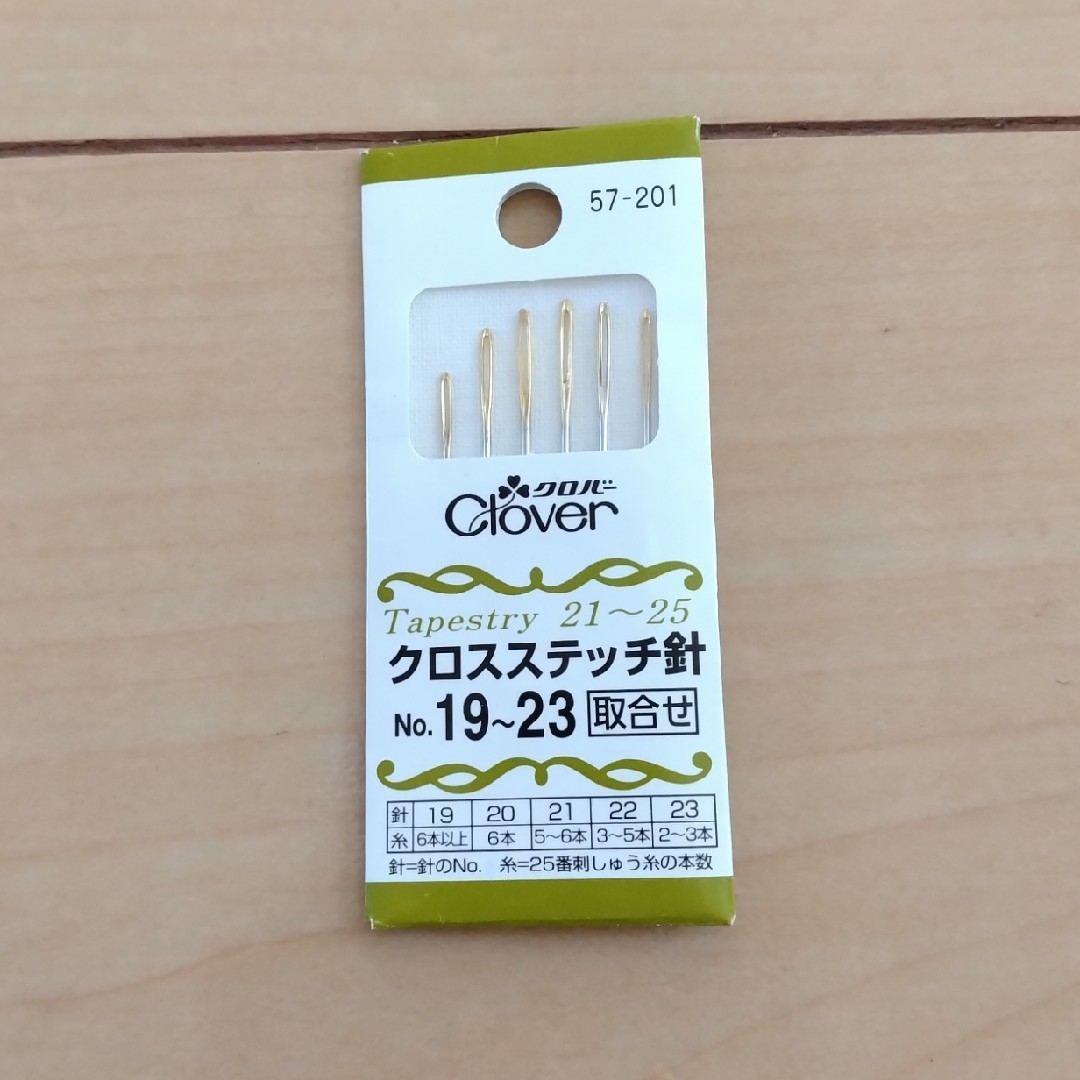 57-201
クロバー
Clover
Tapestry 21～25
クロスステッチ針
No.19~23 取合せ
針 19 20 21 22 23
糸 6本以上 6本 5～6本 3～5本 2～3本
針=針のNo. 糸=25番刺しゅう糸の本数